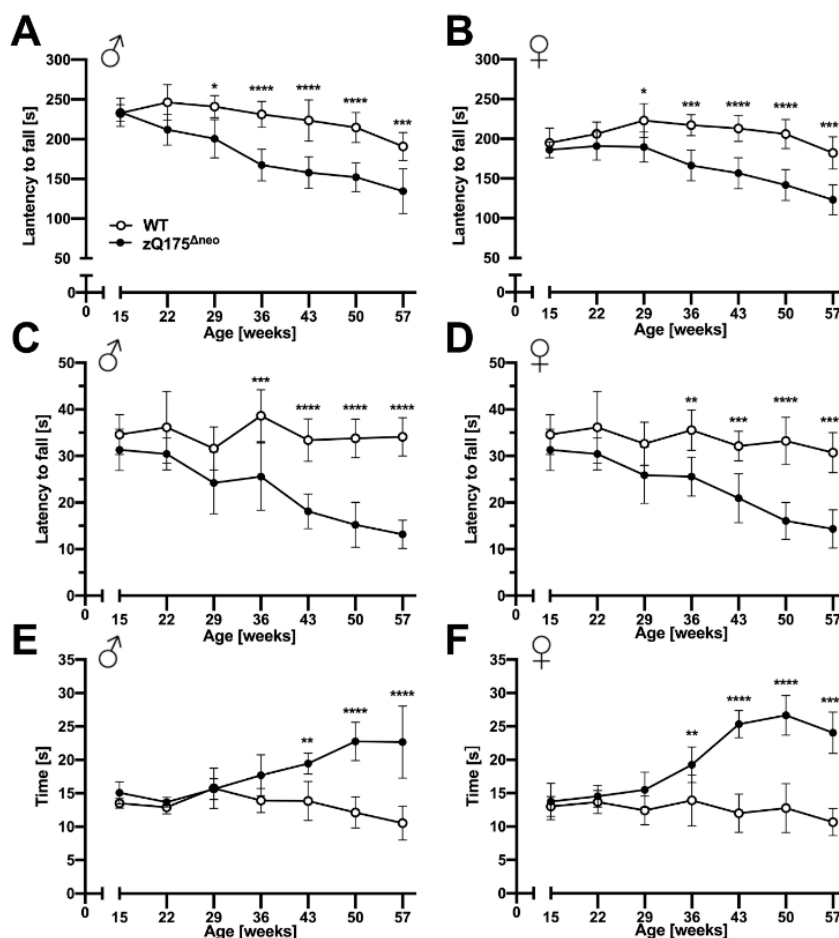 A ♂
300
250
200
150
100
50
0
Lantency to fall [s]
* **** **** **** ***
WT
zQ175Δneo
0 15 22 29 36 43 50 57
Age [weeks]
B ♀
300
250
200
150
100
50
0
Lantency to fall [s]
* *** **** **** ***
0 15 22 29 36 43 50 57
Age [weeks]
C ♂
50
40
30
20
10
0
Latency to fall [s]
*** **** **** ****
0 15 22 29 36 43 50 57
Age [weeks]
D ♀
50
40
30
20
10
0
Latency to fall [s]
** *** **** ***
0 15 22 29 36 43 50 57
Age [weeks]
E ♂
35
30
25
20
15
10
5
0
Time [s]
** **** ****
0 15 22 29 36 43 50 57
Age [weeks]
F ♀
35
30
25
20
15
10
5
0
Time [s]
** **** **** ***
0 15 22 29 36 43 50 57
Age [weeks]